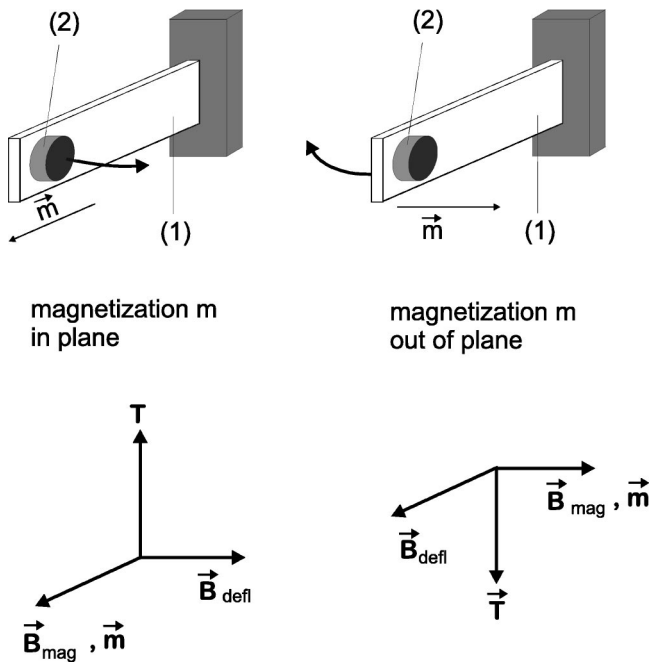 (2)
(2)
m⃗
(1)
m⃗
(1)
magnetization m
in plane
magnetization m
out of plane
T
B⃗ defl
B⃗ mag , m⃗
B⃗ mag , m⃗
B⃗ defl
T⃗